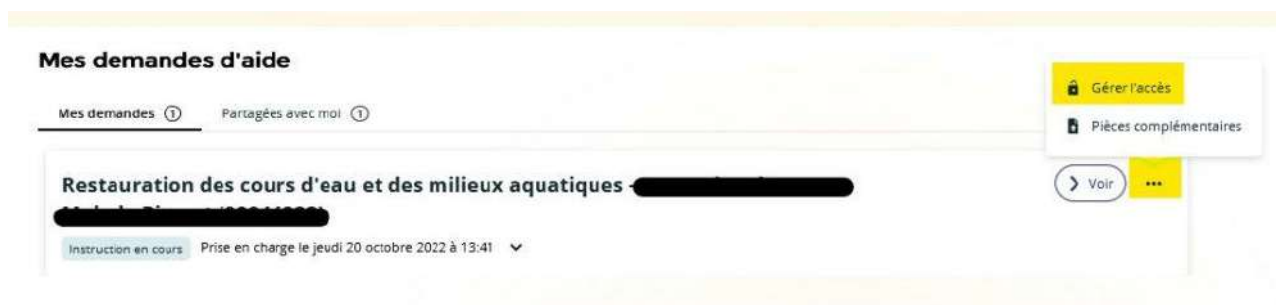 Mes demandes d'aide
Gérer l'accès
Mes demandes 1
Partagées avec moi 1
Pièces complémentaires
Restauration des cours d'eau et des milieux aquatiques -
Voir ...
Instruction en cours Prise en charge le jeudi 20 octobre 2022 à 13:41